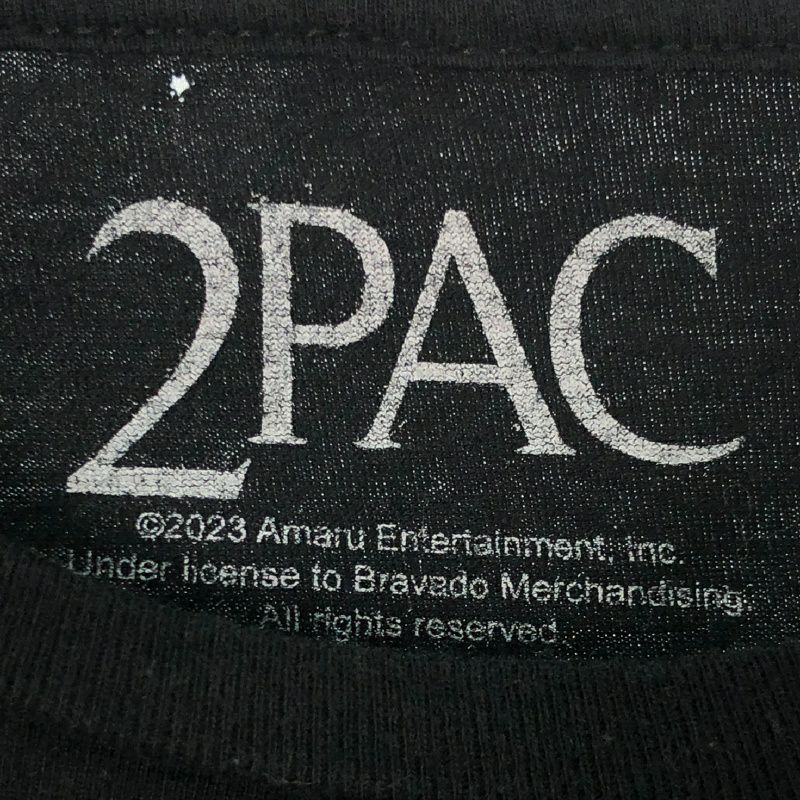 2PAC
©2023 Amaru Entertainment, Inc.
Under license to Bravado Merchandising.
All rights reserved.